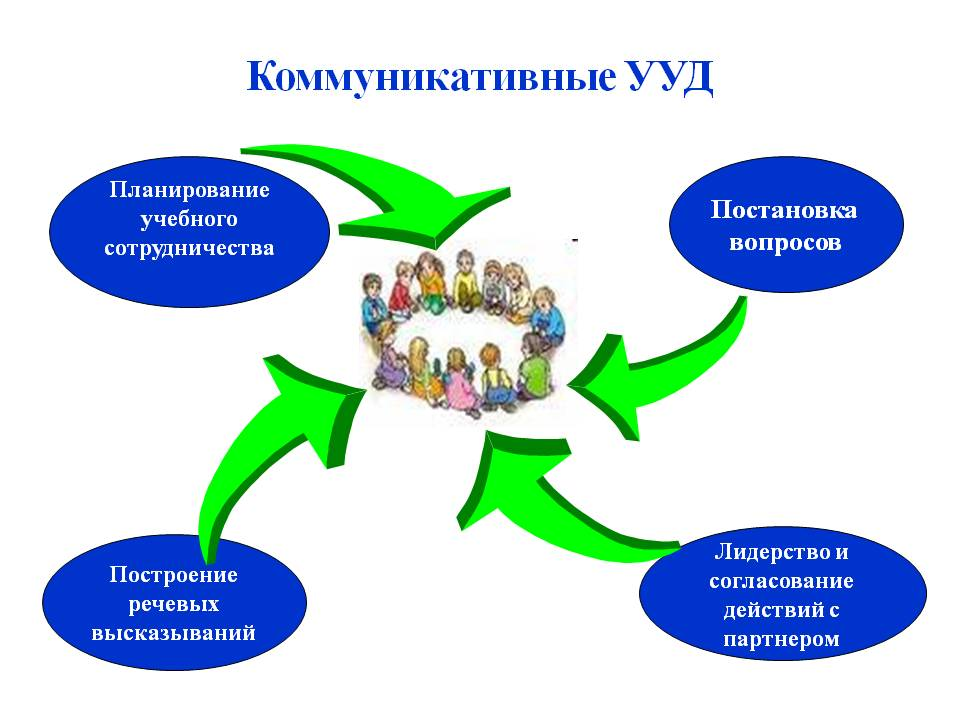 Коммуникативные УУД
Планирование
учебного
сотрудничества
Постановка
вопросов
Построение
речевых
высказываний
Лидерство и
согласование
действий с
партнером